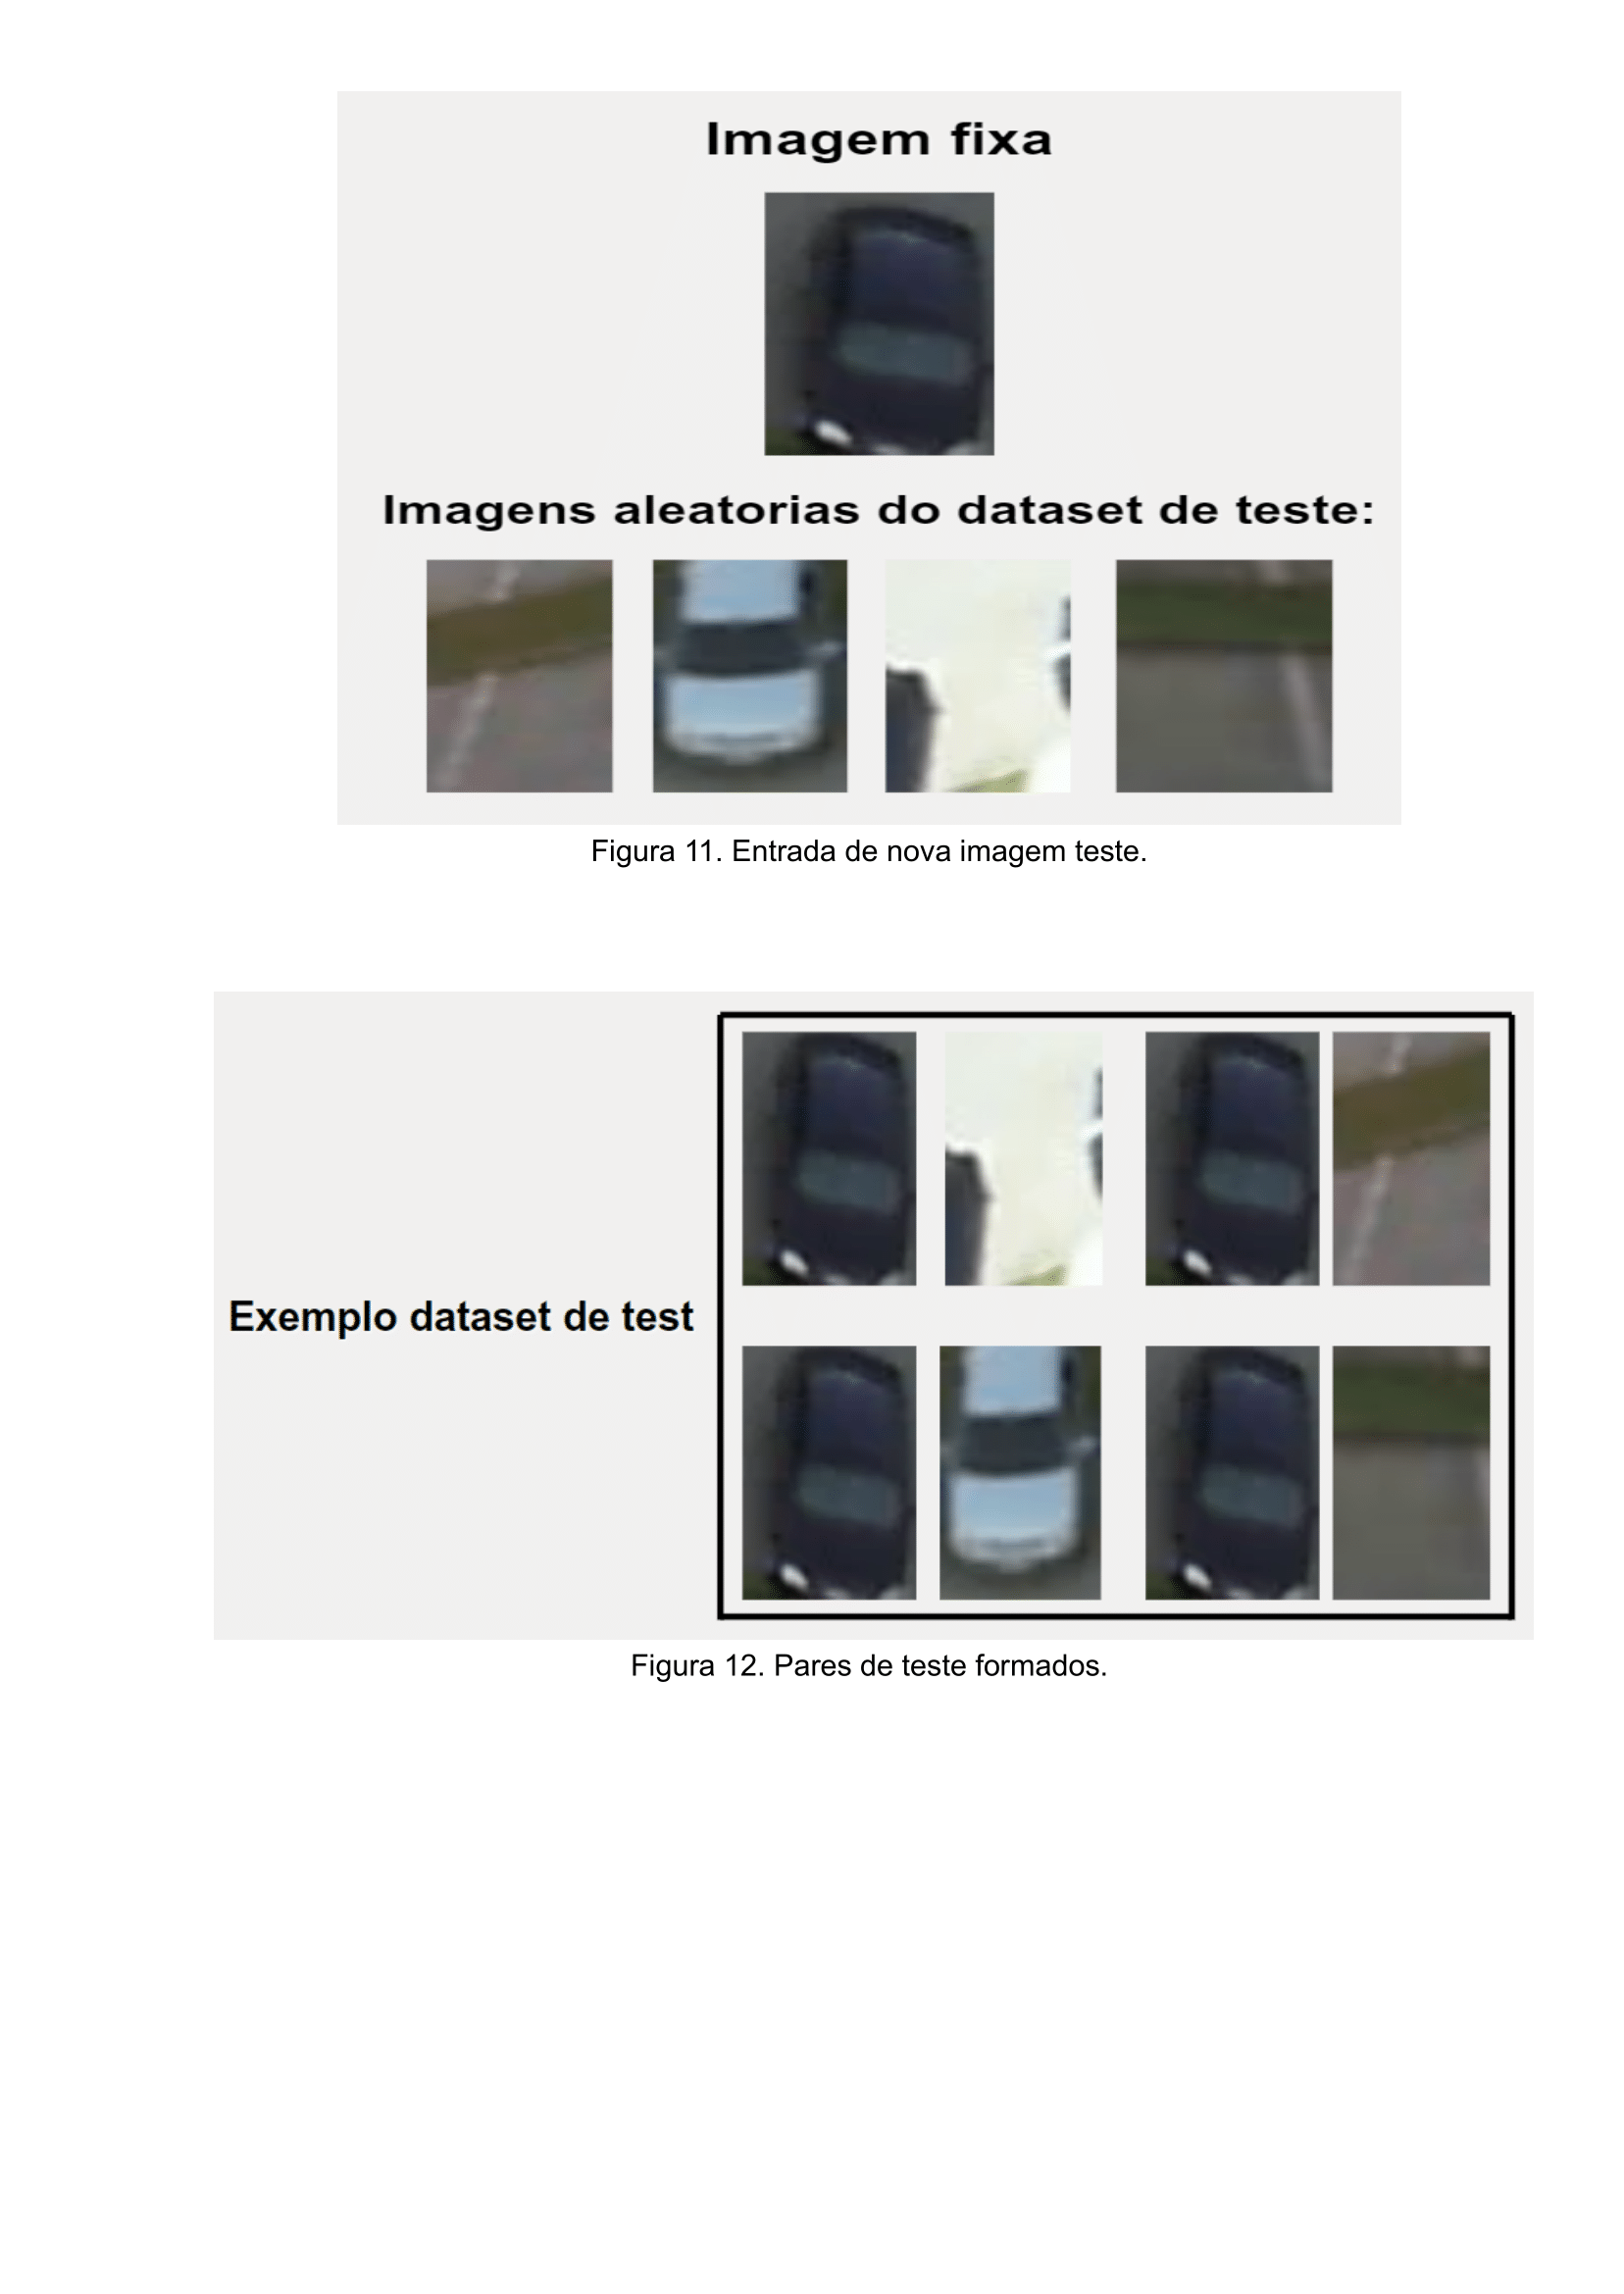 Imagem fixa
Imagens aleatorias do dataset de teste:
Figura 11. Entrada de nova imagem teste.
Exemplo dataset de test
Figura 12. Pares de teste formados.